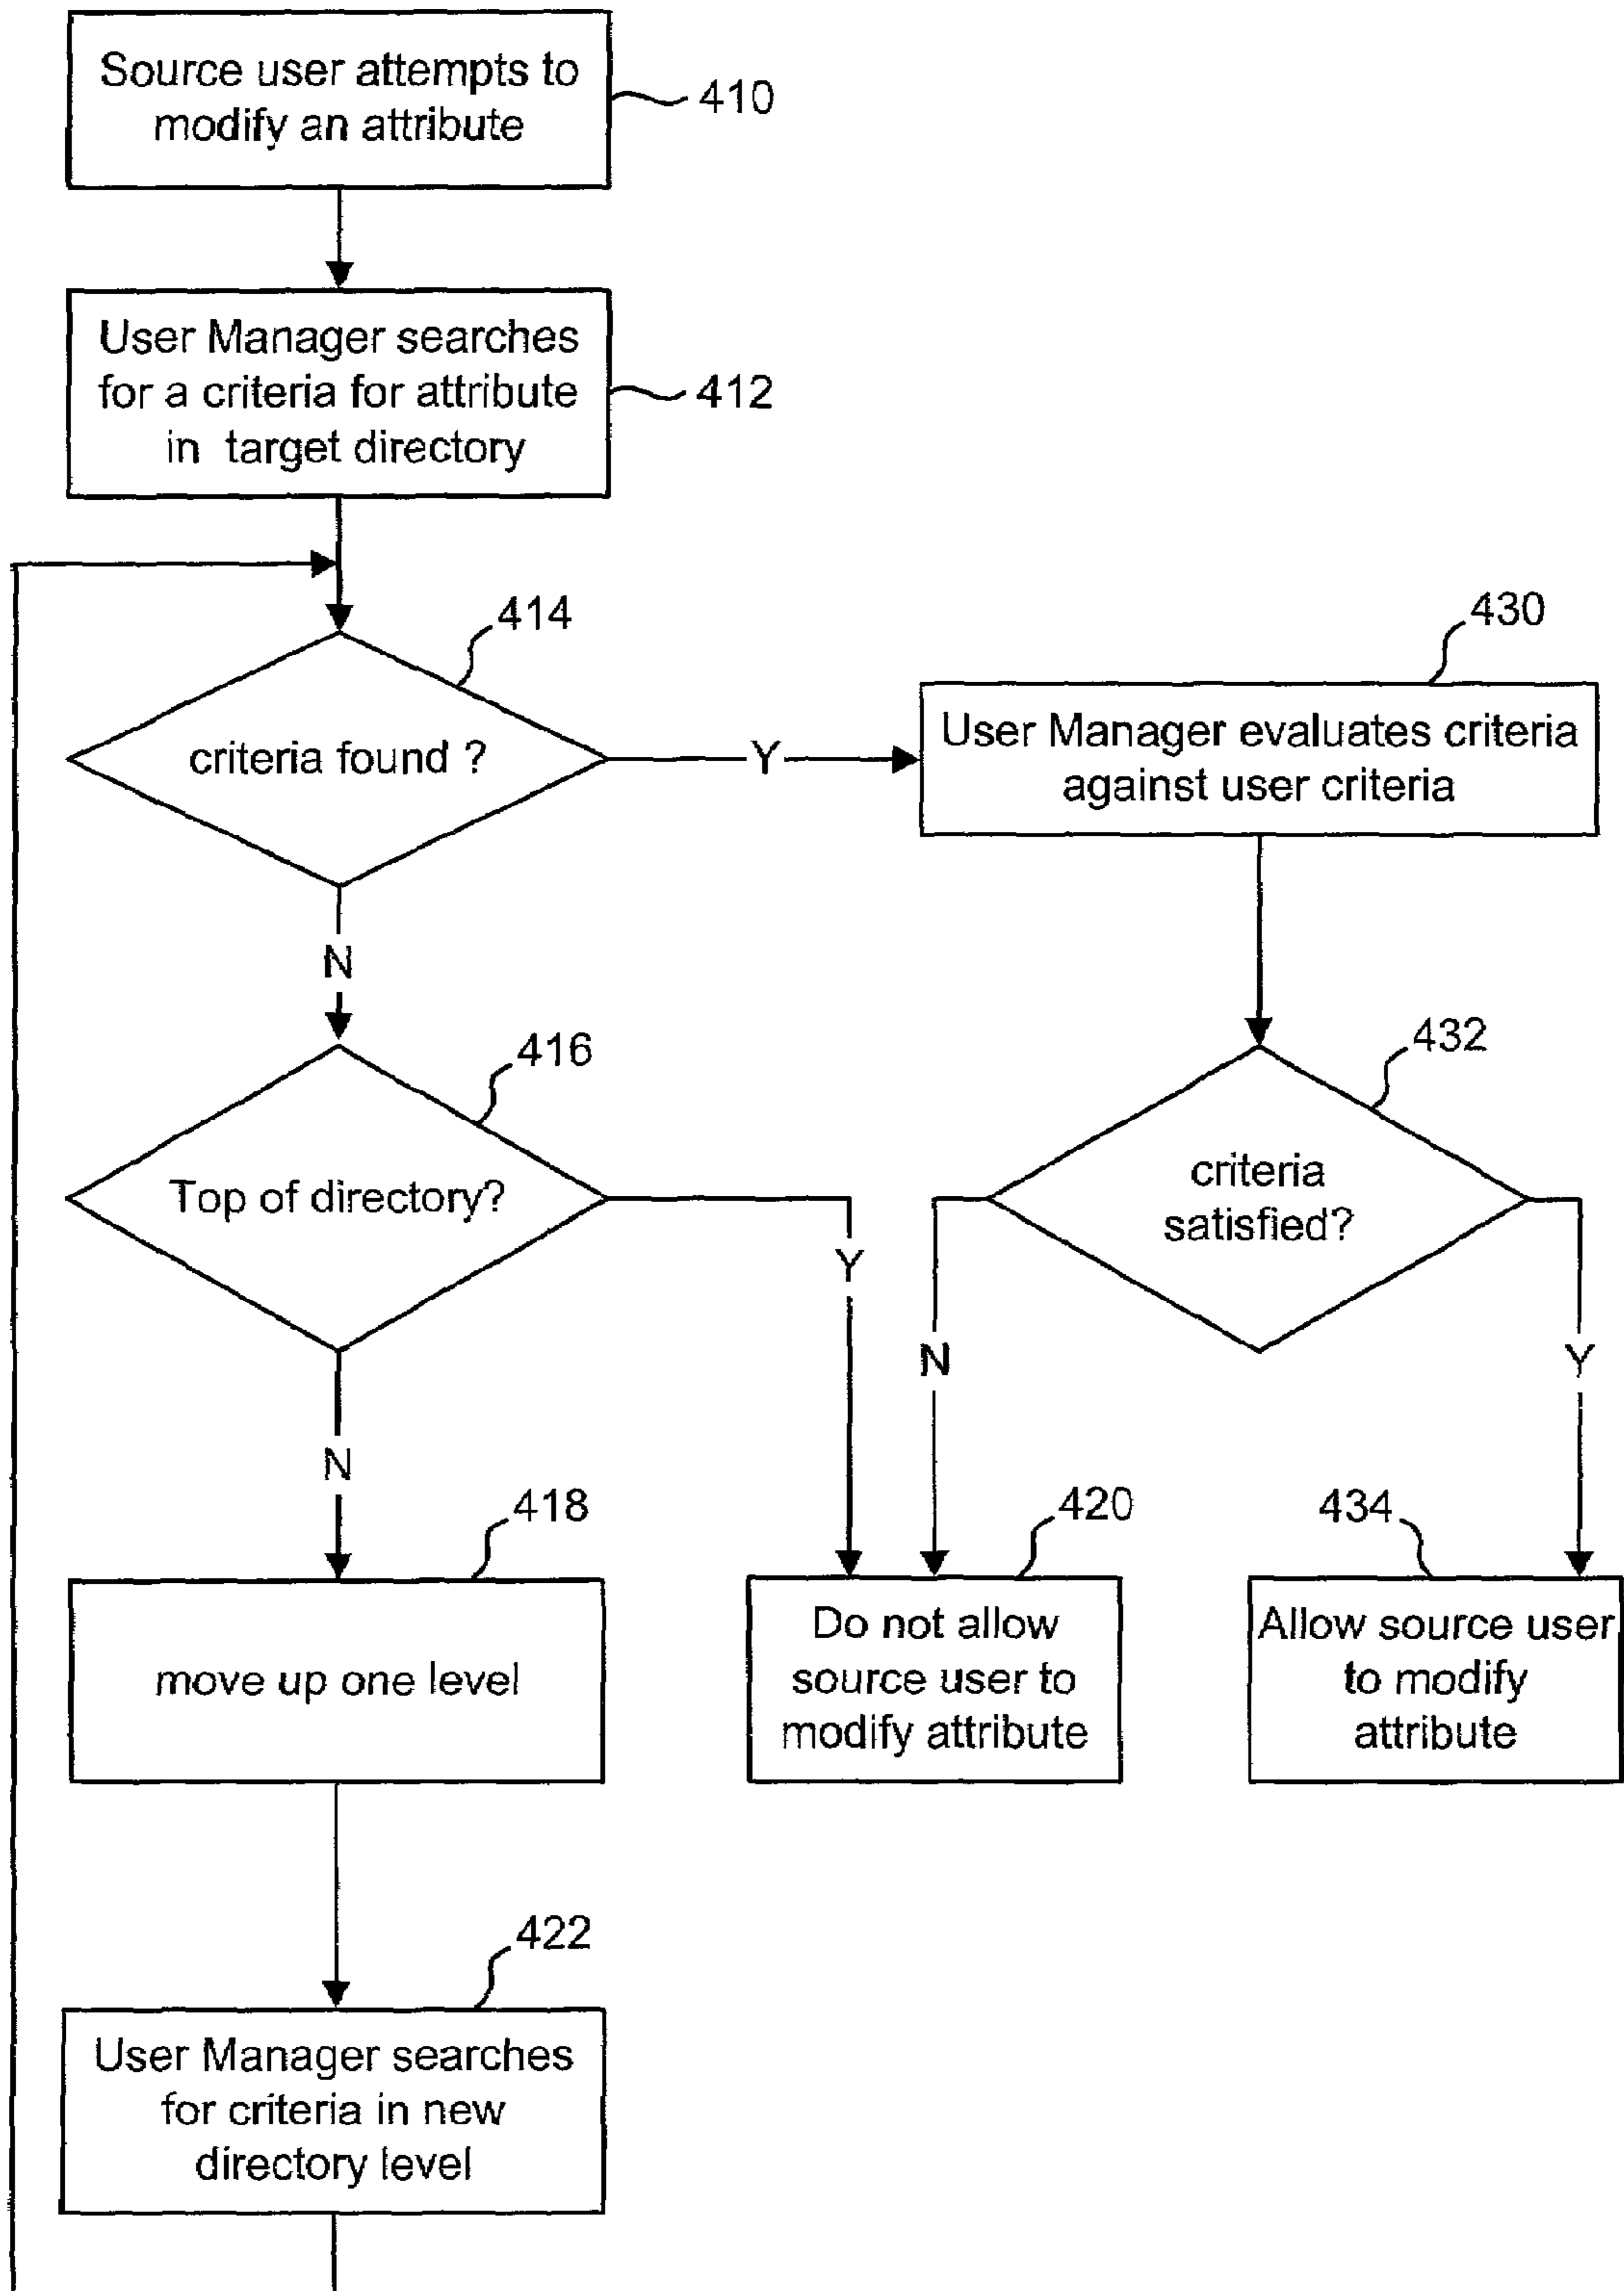 Source user attempts to
modify an attribute
410
User Manager searches
for a criteria for attribute
in target directory
412
414
criteria found ?
Y
430
User Manager evaluates criteria
against user criteria
N
416
Top of directory?
Y
432
criteria
satisfied?
N
Y
N
418
move up one level
420
Do not allow
source user to
modify attribute
434
Allow source user
to modify
attribute
422
User Manager searches
for criteria in new
directory level